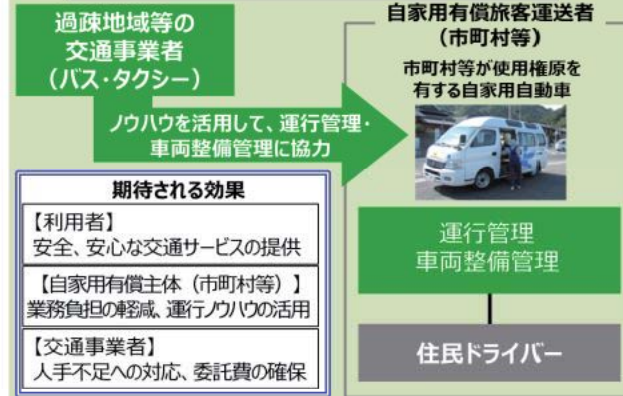 過疎地域等の
交通事業者
（バス・タクシー）
ノウハウを活用して、運行管理・
車両整備管理に協力
期待される効果
【利用者】
安全、安心な交通サービスの提供
【自家用有償主体（市町村等）】
業務負担の軽減、運行ノウハウの活用
【交通事業者】
人手不足への対応、委託費の確保
自家用有償旅客運送者
（市町村等）
市町村等が使用権原を
有する自家用自動車
運行管理
車両整備管理
住民ドライバー